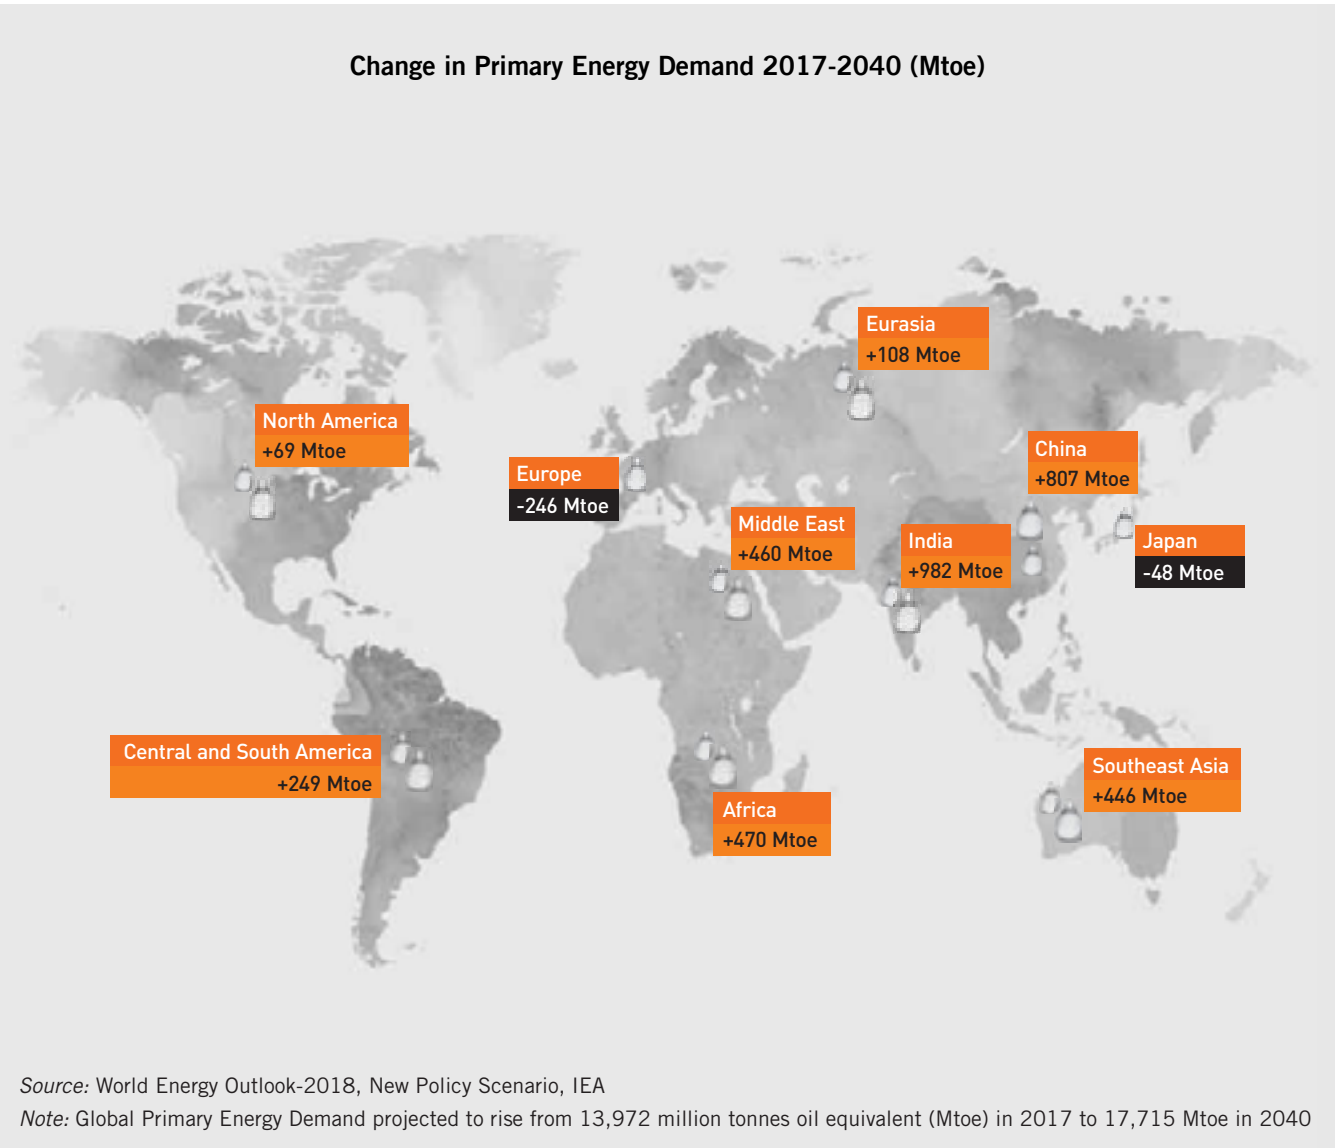 Change in Primary Energy Demand 2017-2040 (Mtoe)
Eurasia
+108 Mtoe
North America
+69 Mtoe
China
+807 Mtoe
Europe
-246 Mtoe
Middle East
+460 Mtoe
India
+982 Mtoe
Japan
-48 Mtoe
Central and South America
+249 Mtoe
Southeast Asia
+446 Mtoe
Africa
+470 Mtoe
Source: World Energy Outlook-2018, New Policy Scenario, IEA
Note: Global Primary Energy Demand projected to rise from 13,972 million tonnes oil equivalent (Mtoe) in 2017 to 17,715 Mtoe in 2040